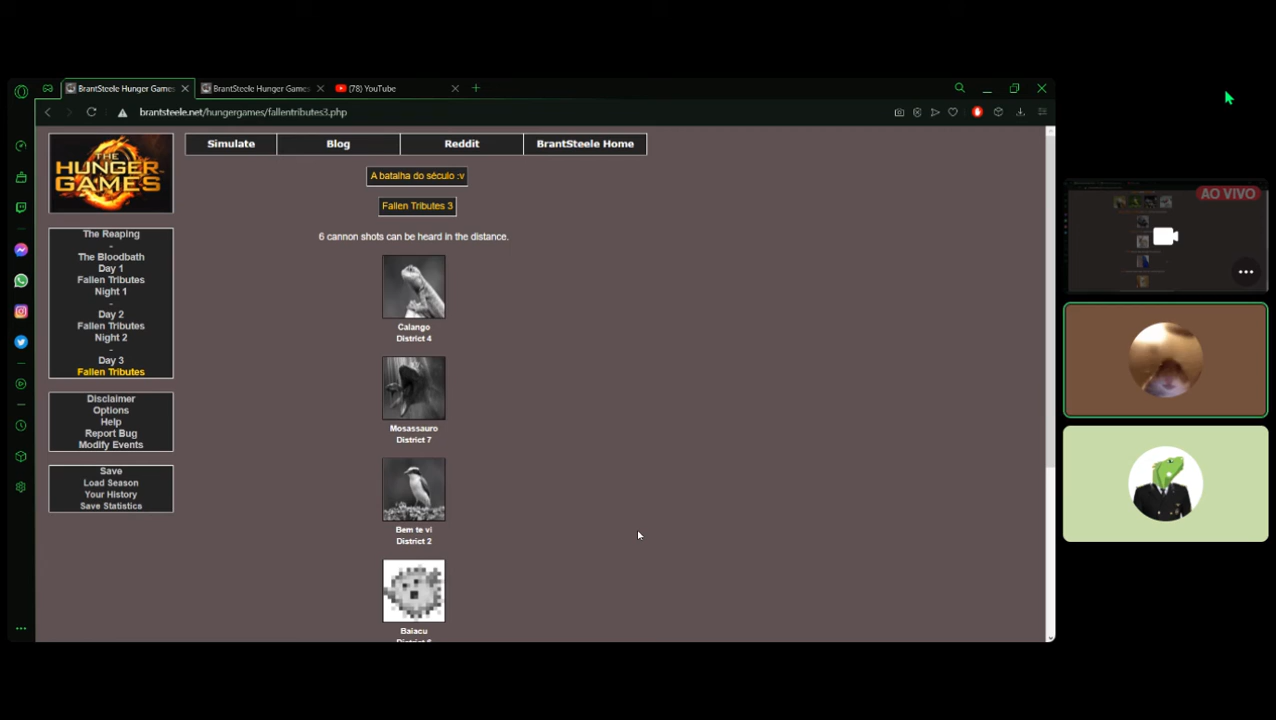 BrantSteele Hunger Games
BrantSteele Hunger Games
(78) YouTube
brantsteele.net/hungergames/fallentributes3.php
THE
HUNGER
GAMES
Simulate
Blog
Reddit
BrantSteele Home
A batalha do século :v
Fallen Tributes 3
6 cannon shots can be heard in the distance.
The Reaping
-
The Bloodbath
Day 1
Fallen Tributes
Night 1
-
Day 2
Fallen Tributes
Night 2
-
Day 3
Fallen Tributes
Disclaimer
Options
Help
Report Bug
Modify Events
Save
Load Season
Your History
Save Statistics
Calango
District 4
Mosassauro
District 7
Bem te vi
District 2
Baiacu
AO VIVO